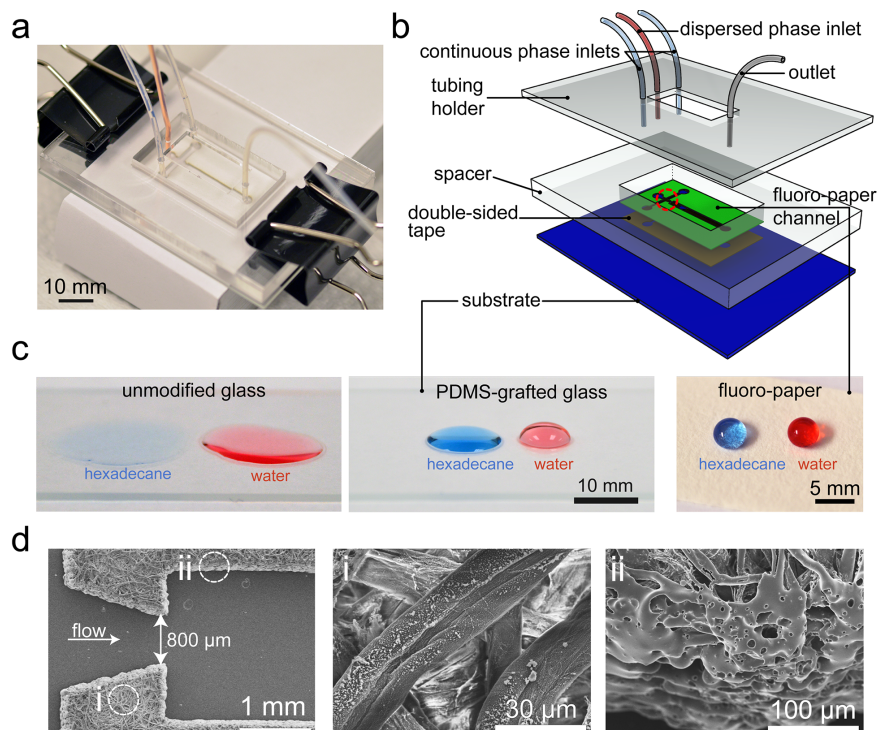 a
10 mm
b
dispersed phase inlet
continuous phase inlets
outlet
tubing
holder
spacer
fluoro-paper
channel
double-sided
tape
substrate
c
unmodified glass
hexadecane
water
PDMS-grafted glass
hexadecane
water
10 mm
fluoro-paper
hexadecane
water
5 mm
d
ii
flow
800 µm
i
1 mm
i
30 µm
ii
100 µm